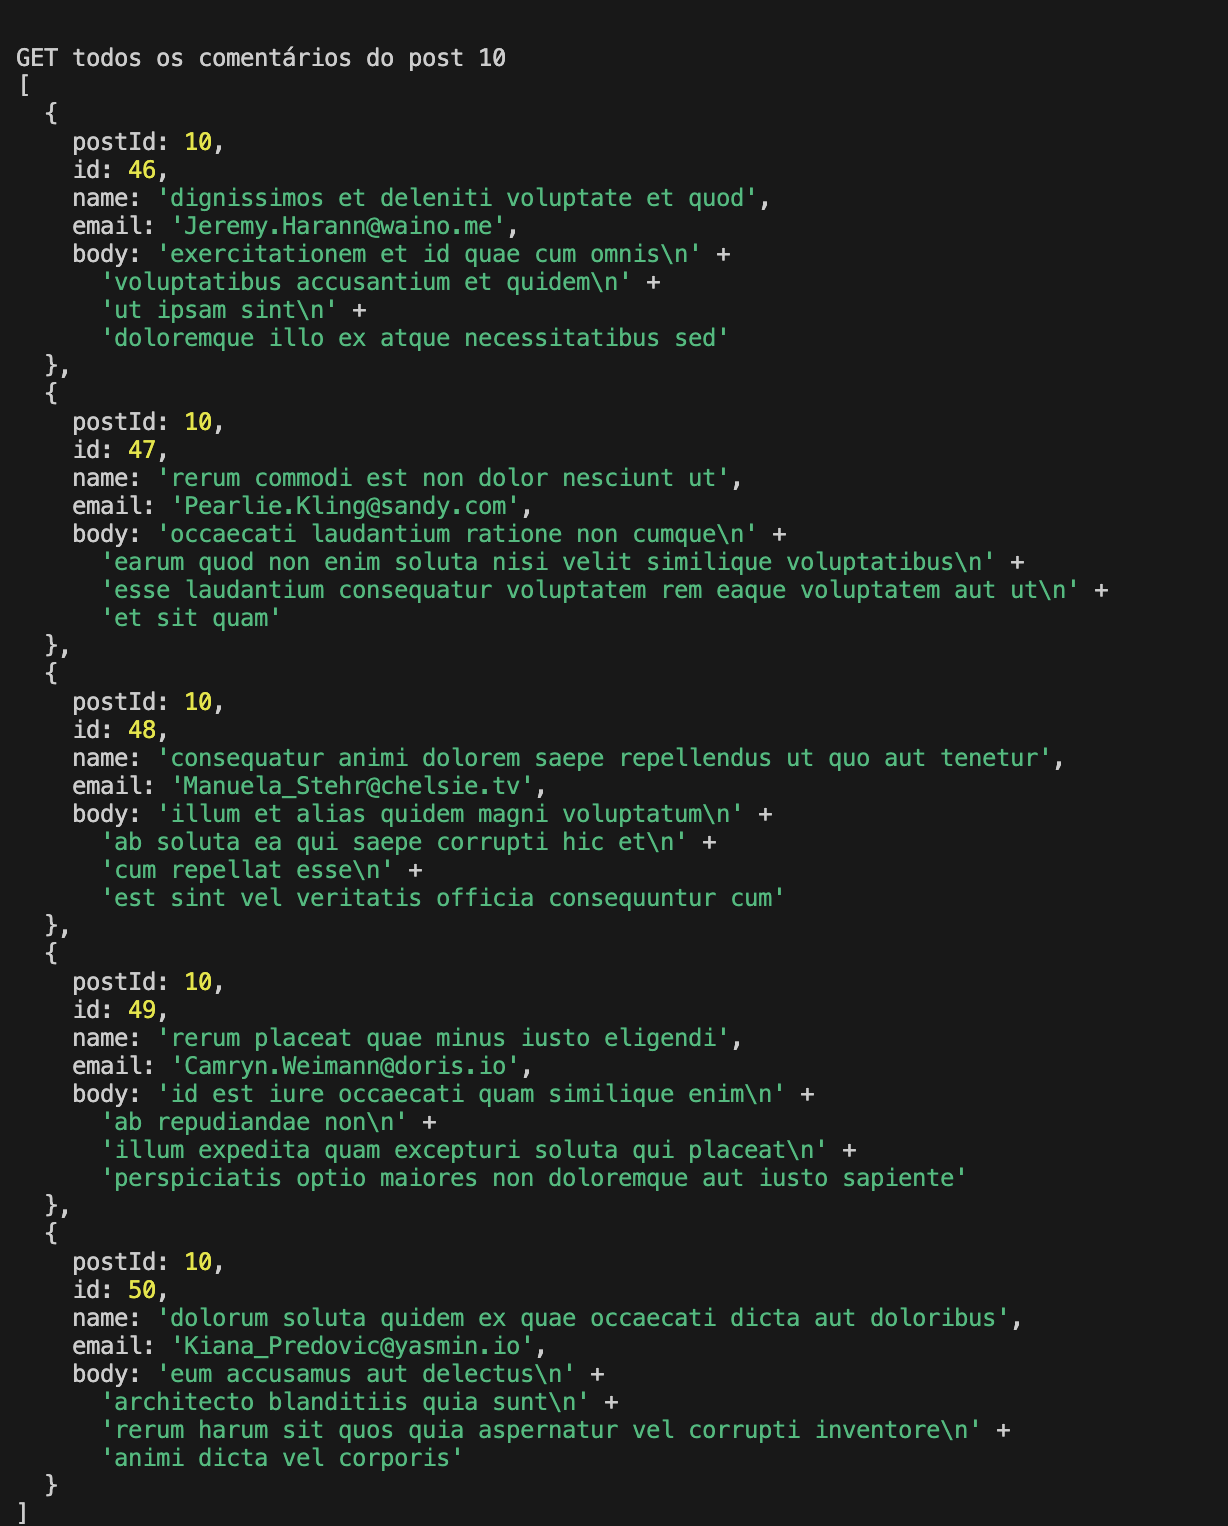 GET todos os comentários do post 10
[
  {
    postId: 10,
    id: 46,
    name: 'dignissimos et deleniti voluptate et quod',
    email: 'Jeremy.Harann@waino.me',
    body: 'exercitationem et id quae cum omnis\n' +
      'voluptatibus accusantium et quidem\n' +
      'ut ipsam sint\n' +
      'doloremque illo ex atque necessitatibus sed'
  },
  {
    postId: 10,
    id: 47,
    name: 'rerum commodi est non dolor nesciunt ut',
    email: 'Pearlie.Kling@sandy.com',
    body: 'occaecati laudantium ratione non cumque\n' +
      'earum quod non enim soluta nisi velit similique voluptatibus\n' +
      'esse laudantium consequatur voluptatem rem eaque voluptatem aut ut\n' +
      'et sit quam'
  },
  {
    postId: 10,
    id: 48,
    name: 'consequatur animi dolorem saepe repellendus ut quo aut tenetur',
    email: 'Manuela_Stehr@chelsie.tv',
    body: 'illum et alias quidem magni voluptatum\n' +
      'ab soluta ea qui saepe corrupti hic et\n' +
      'cum repellat esse\n' +
      'est sint vel veritatis officia consequuntur cum'
  },
  {
    postId: 10,
    id: 49,
    name: 'rerum placeat quae minus iusto eligendi',
    email: 'Camryn.Weimann@doris.io',
    body: 'id est iure occaecati quam similique enim\n' +
      'ab repudiandae non\n' +
      'illum expedita quam excepturi soluta qui placeat\n' +
      'perspiciatis optio maiores non doloremque aut iusto sapiente'
  },
  {
    postId: 10,
    id: 50,
    name: 'dolorum soluta quidem ex quae occaecati dicta aut doloribus',
    email: 'Kiana_Predovic@yasmin.io',
    body: 'eum accusamus aut delectus\n' +
      'architecto blanditiis quia sunt\n' +
      'rerum harum sit quos quia aspernatur vel corrupti inventore\n' +
      'animi dicta vel corporis'
  }
]